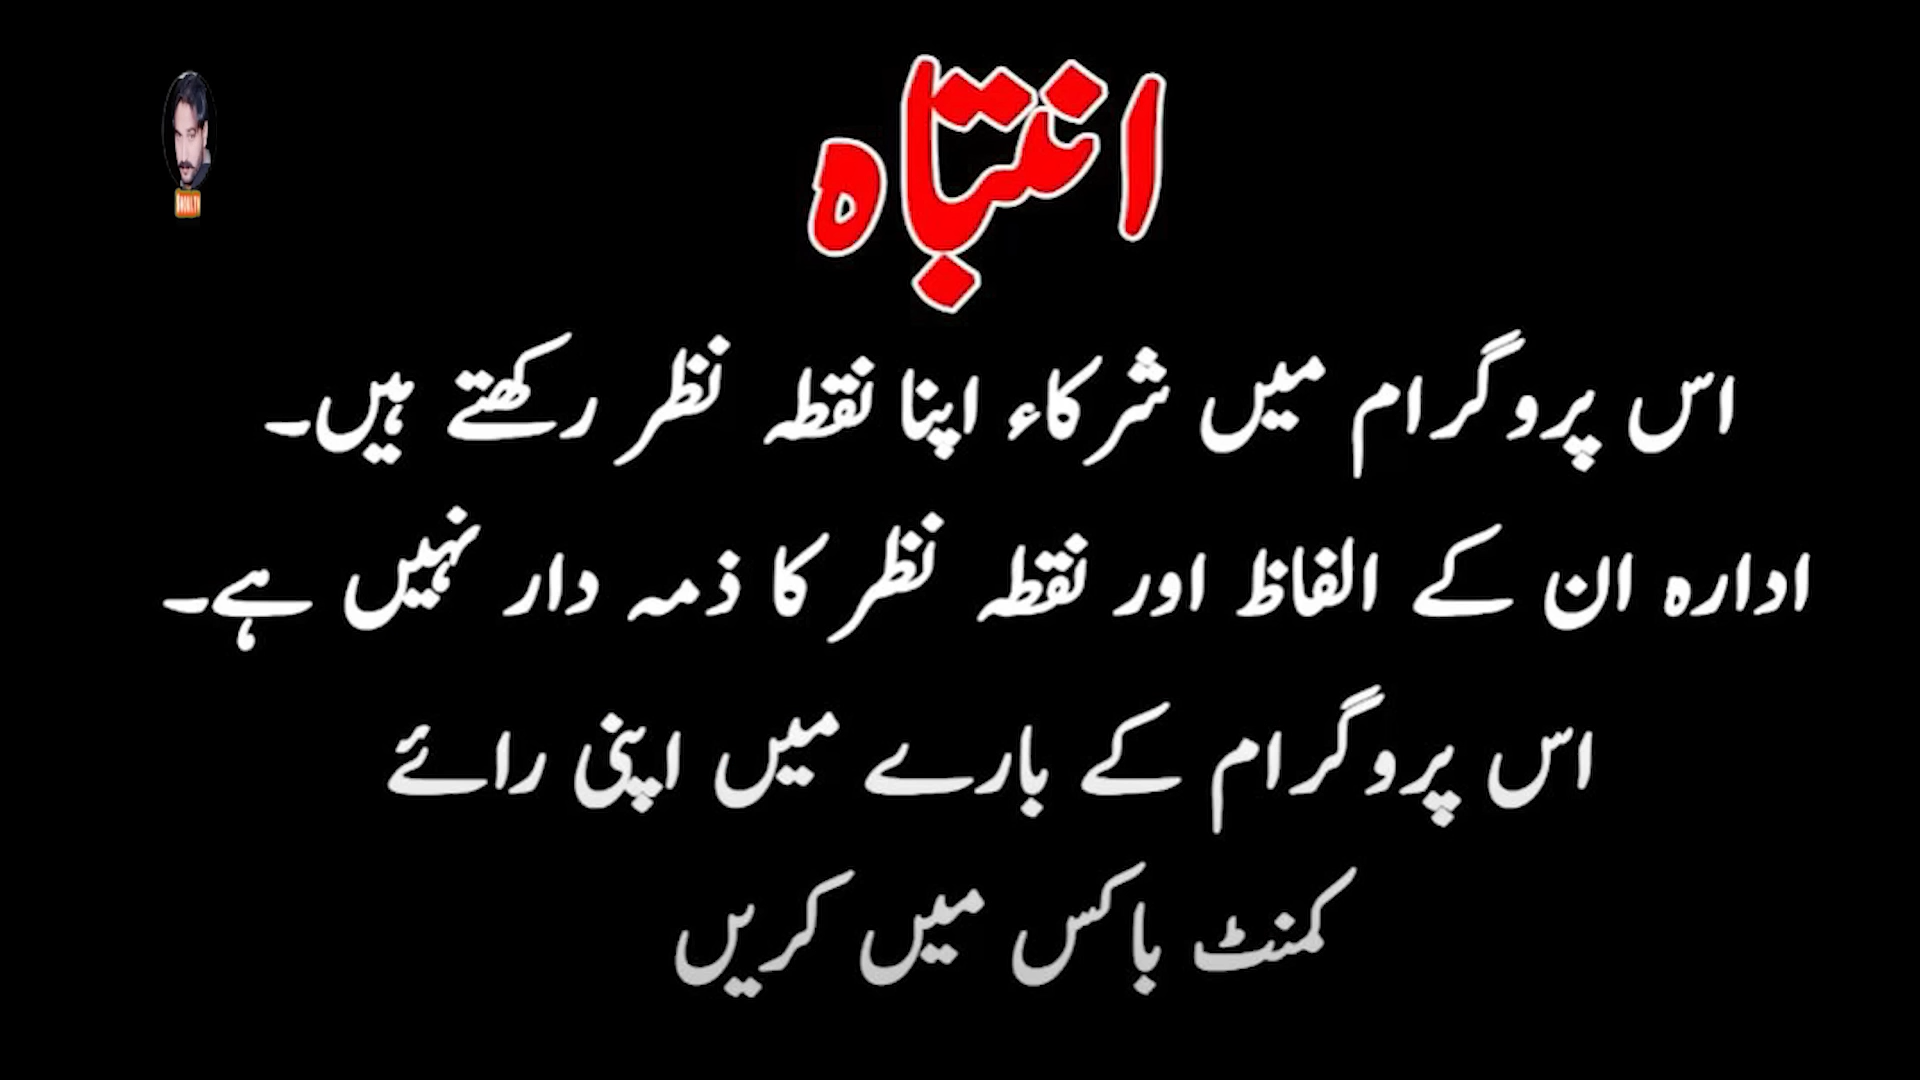 انتباہ
اس پروگرام میں شرکاء اپنا نقطہ نظر رکھتے ہیں۔
ادارہ ان کے الفاظ اور نقطہ نظر کا ذمہ دار نہیں ہے۔
اس پروگرام کے بارے میں اپنی رائے
کمنٹ باکس میں کریں